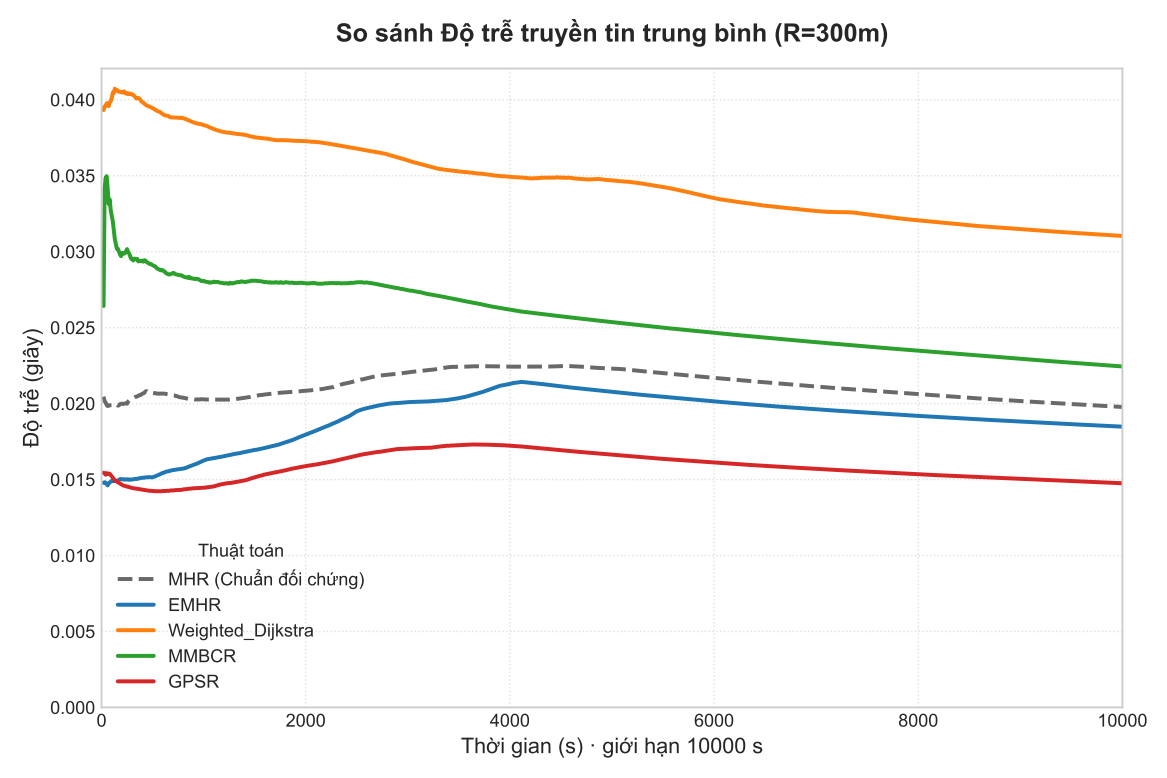 So sánh Độ trễ truyền tin trung bình (R=300m)
0.040
0.035
0.030
0.025
0.020
0.015
0.010
0.005
0.000
Độ trễ (giây)
Thuật toán
MHR (Chuẩn đối chứng)
EMHR
Weighted_Dijkstra
MMBCR
GPSR
0 2000 4000 6000 8000 10000
Thời gian (s) · giới hạn 10000 s